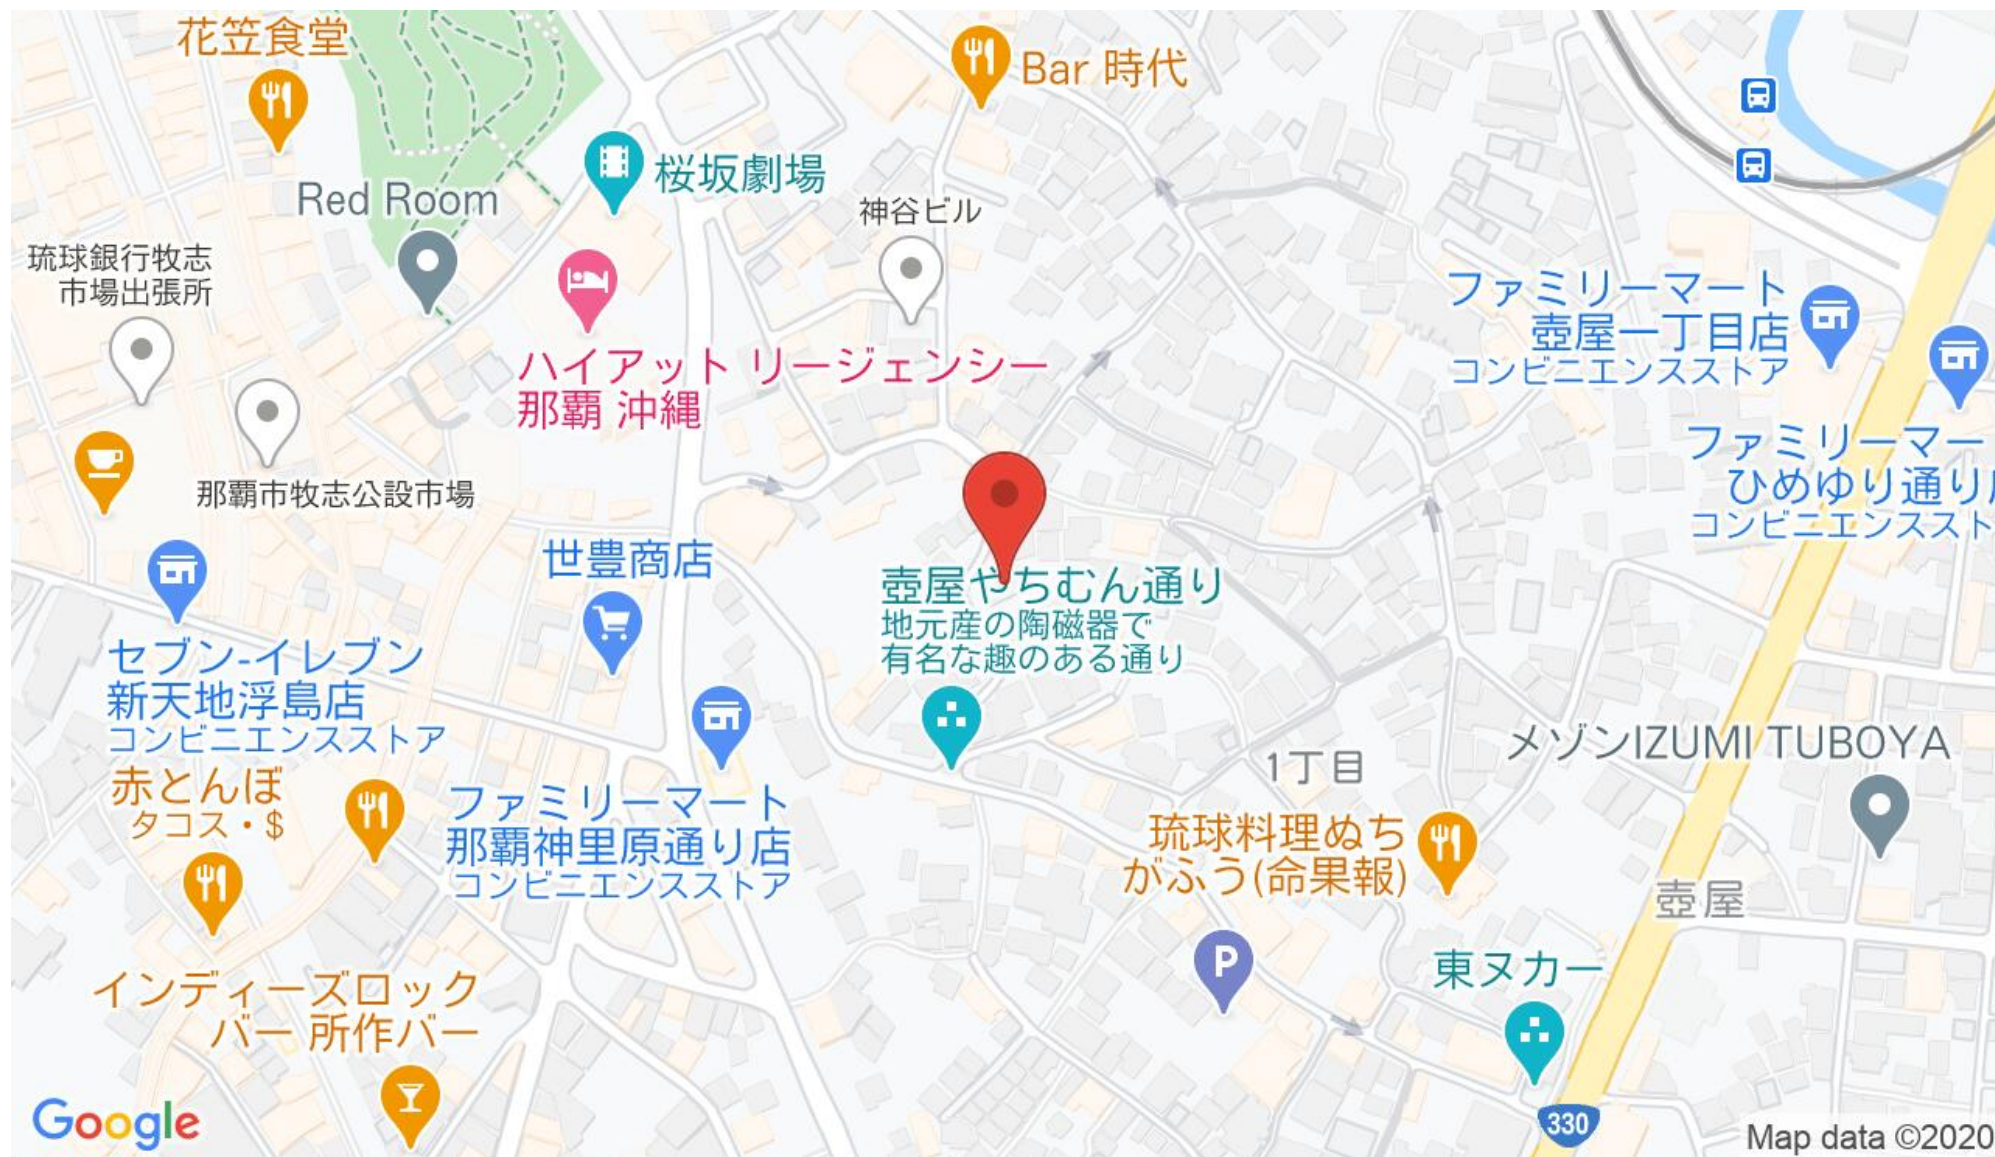 花笠食堂
Bar 時代
桜坂劇場
Red Room
神谷ビル
琉球銀行牧志
市場出張所
ハイアット リージェンシー
那覇 沖縄
ファミリーマート
壺屋一丁目店
コンビニエンスストア
ファミリーマー
ひめゆり通り
コンビニエンススト
那覇市牧志公設市場
世豊商店
壺屋やちむん通り
地元産の陶磁器で
有名な趣のある通り
セブン-イレブン
新天地浮島店
コンビニエンスストア
赤とんぼ
タコス・$
ファミリーマート
那覇神里原通り店
コンビニエンスストア
1丁目
メゾンIZUMI TUBOYA
琉球料理ぬち
がふう(命果報)
壺屋
P
東ヌカー
インディーズロック
バー 所作バー
330
Google
Map data ©2020